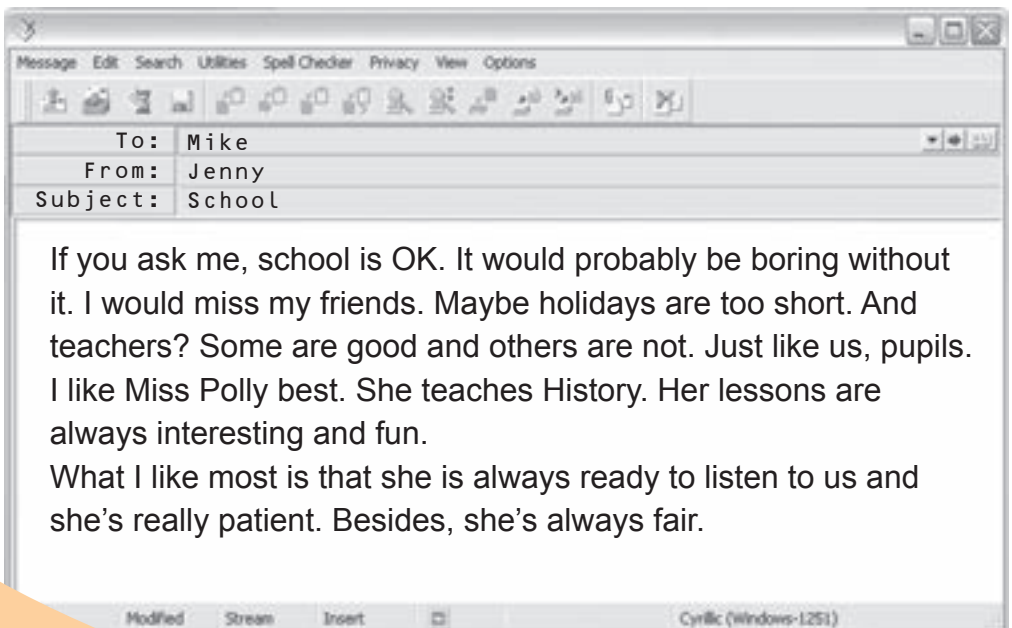 Message Edit Search Utilities Spell Checker Privacy View Options
To: Mike
From: Jenny
Subject: School
If you ask me, school is OK. It would probably be boring without
it. I would miss my friends. Maybe holidays are too short. And
teachers? Some are good and others are not. Just like us, pupils.
I like Miss Polly best. She teaches History. Her lessons are
always interesting and fun.
What I like most is that she is always ready to listen to us and
she's really patient. Besides, she's always fair.
Modified Stream Insert Cyrillic (Windows-1251)